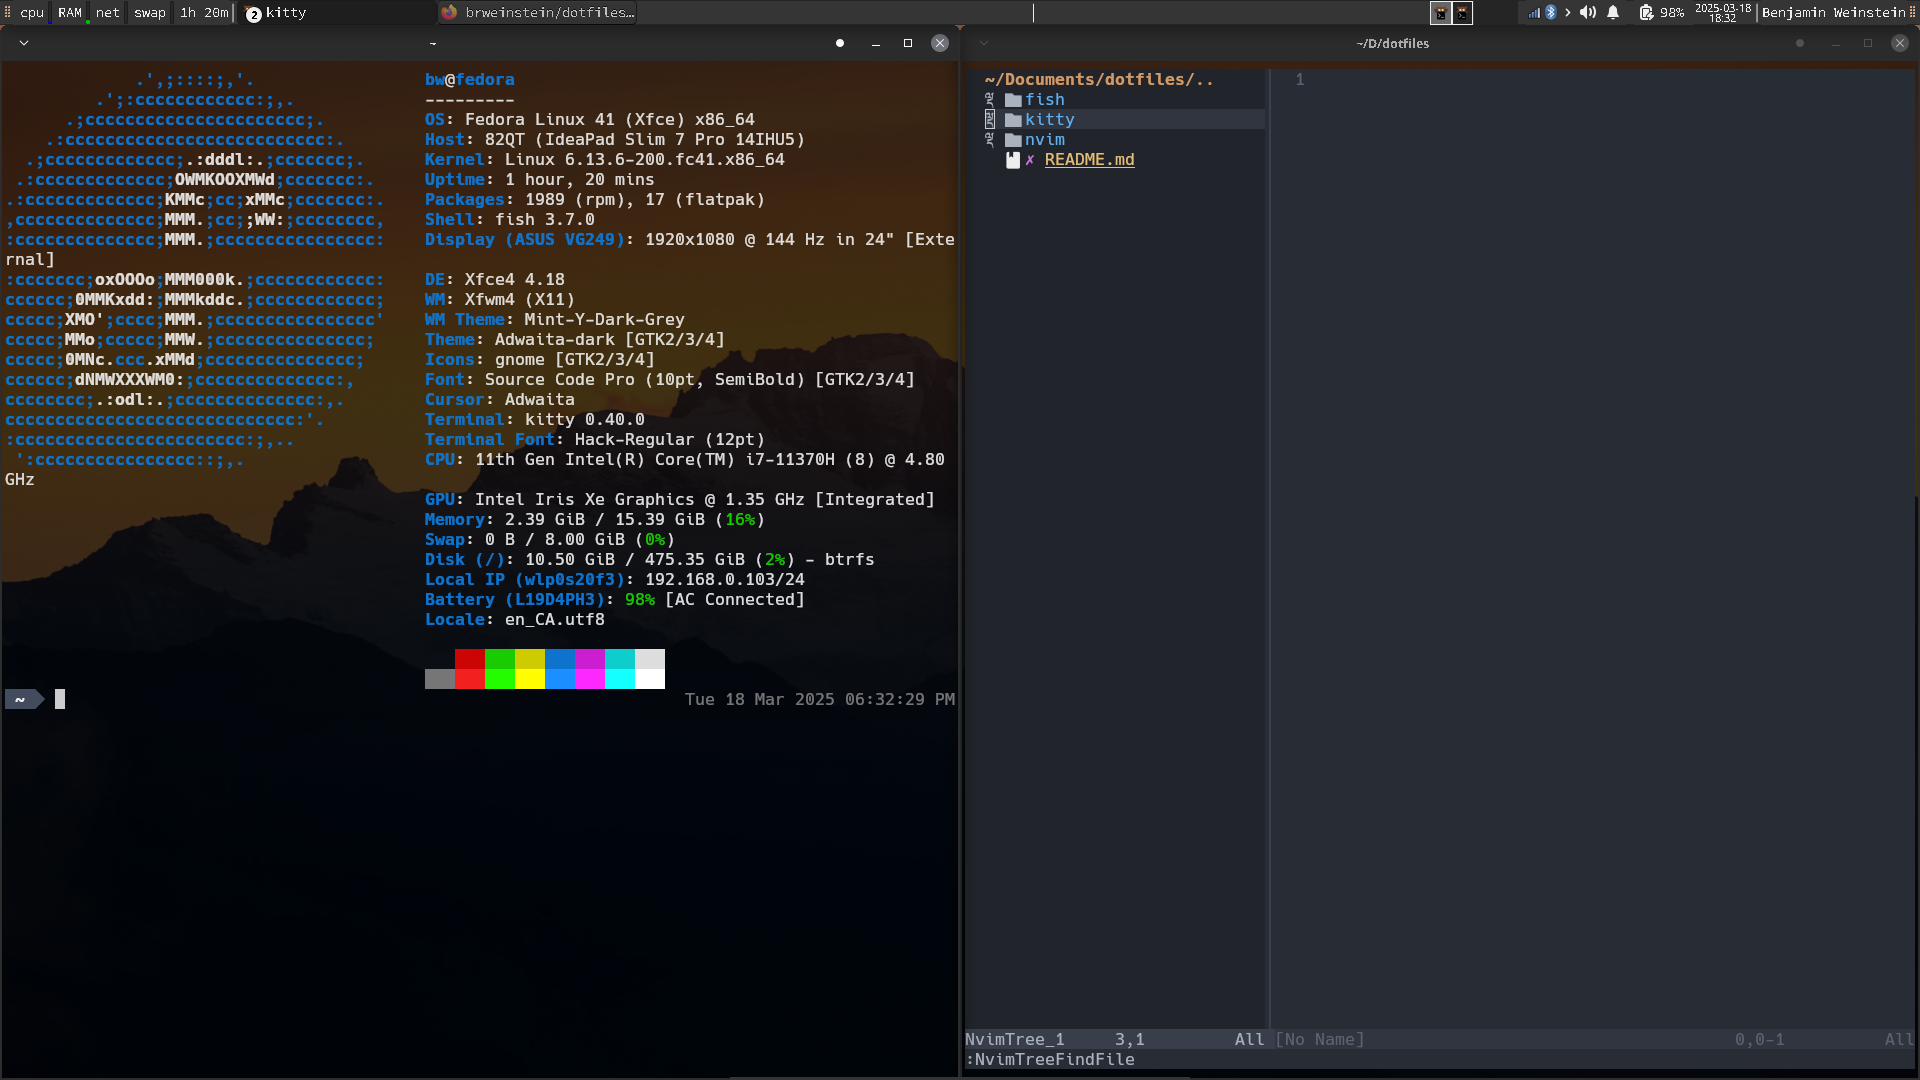 cpu RAM net swap 1h 20m 2 kitty brweinstein/dotfiles… 98% 2025-03-18 18:32 Benjamin Weinstein
~
.',;::::;,'.
.';:cccccccccccc:;,.
.;cccccccccccccccccccccc;.
.:cccccccccccccccccccccccccc:.
.;ccccccccccccc;.:dddl:.;ccccccc;.
.:ccccccccccccc;OWMKOOXMWd;ccccccc:.
.:ccccccccccccc;KMMc;cc;xMMc;ccccccc:.
,cccccccccccccc;MMM.;cc;;WW:;cccccccc,
:cccccccccccccc;MMM.;cccccccccccccccc:
:ccccccc;oxOOOo;MMM000k.;cccccccccccc:
cccccc;0MMKxdd:;MMMkddc.;cccccccccccc;
ccccc;XMO';cccc;MMM.;cccccccccccccccc'
ccccc;MMo;ccccc;MMW.;ccccccccccccccc;
ccccc;0MNc.ccc.xMMd;ccccccccccccccc;
cccccc;dNMWXXXWM0:;cccccccccccccc:,
cccccccc;.:odl:.;cccccccccccccc:,.
ccccccccccccccccccccccccccccc:'.
:ccccccccccccccccccccccc:;,..
':cccccccccccccccc::;,.
bw@fedora
---------
OS: Fedora Linux 41 (Xfce) x86_64
Host: 82QT (IdeaPad Slim 7 Pro 14IHU5)
Kernel: Linux 6.13.6-200.fc41.x86_64
Uptime: 1 hour, 20 mins
Packages: 1989 (rpm), 17 (flatpak)
Shell: fish 3.7.0
Display (ASUS VG249): 1920x1080 @ 144 Hz in 24" [Exte
rnal]
DE: Xfce4 4.18
WM: Xfwm4 (X11)
WM Theme: Mint-Y-Dark-Grey
Theme: Adwaita-dark [GTK2/3/4]
Icons: gnome [GTK2/3/4]
Font: Source Code Pro (10pt, SemiBold) [GTK2/3/4]
Cursor: Adwaita
Terminal: kitty 0.40.0
Terminal Font: Hack-Regular (12pt)
CPU: 11th Gen Intel(R) Core(TM) i7-11370H (8) @ 4.80
GHz
GPU: Intel Iris Xe Graphics @ 1.35 GHz [Integrated]
Memory: 2.39 GiB / 15.39 GiB (16%)
Swap: 0 B / 8.00 GiB (0%)
Disk (/): 10.50 GiB / 475.35 GiB (2%) - btrfs
Local IP (wlp0s20f3): 192.168.0.103/24
Battery (L19D4PH3): 98% [AC Connected]
Locale: en_CA.utf8
~ Tue 18 Mar 2025 06:32:29 PM
~/D/dotfiles
~/Documents/dotfiles/.. 1
fish
kitty
nvim
✗ README.md
NvimTree_1 3,1 All [No Name] 0,0-1 All
:NvimTreeFindFile